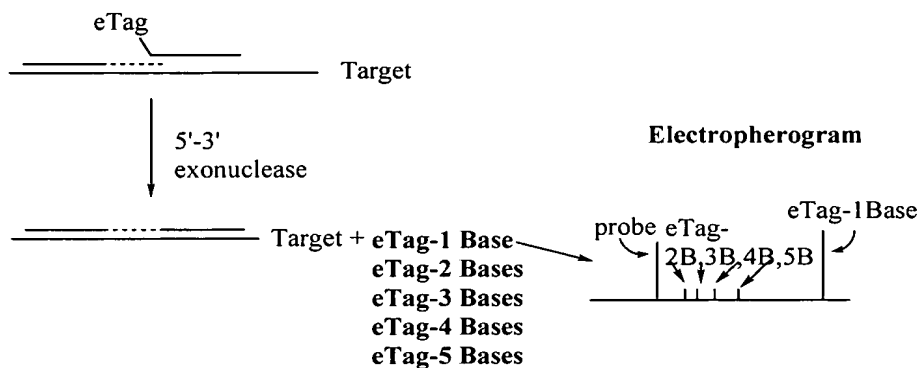 eTag
Target
5'-3'
exonuclease
Target + eTag-1 Base
eTag-2 Bases
eTag-3 Bases
eTag-4 Bases
eTag-5 Bases
Electropherogram
probe eTag-
2B,3B,4B,5B
eTag-1Base